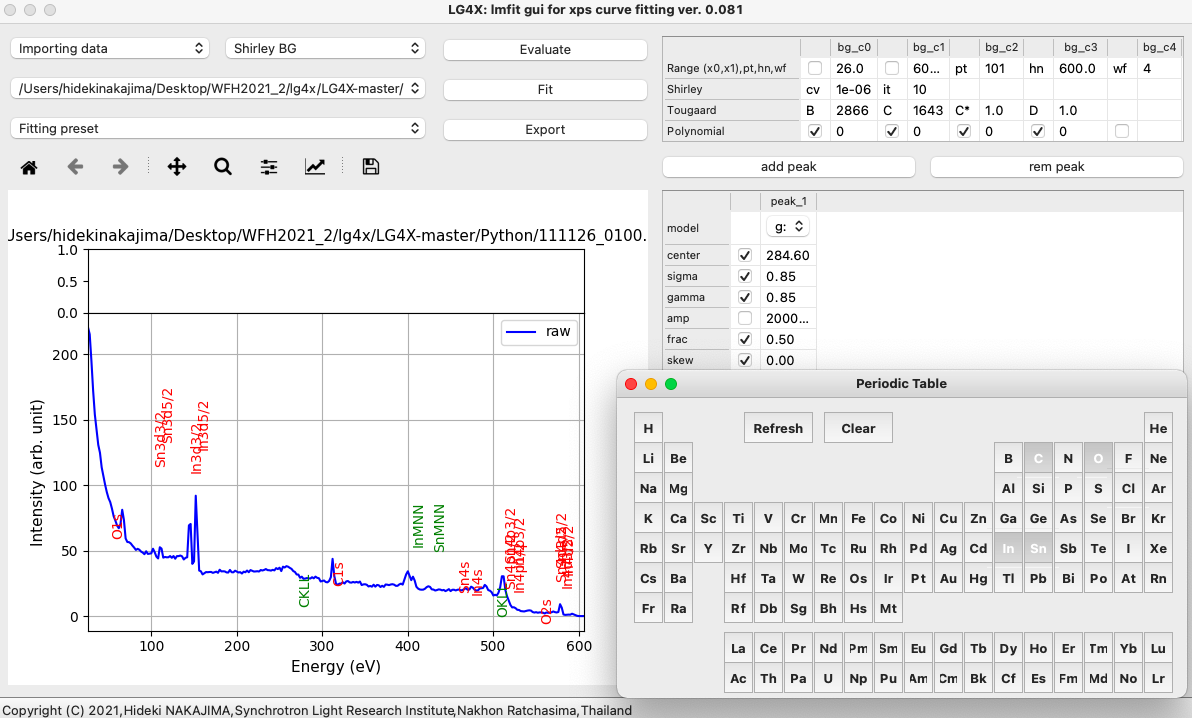 LG4X: lmfit gui for xps curve fitting ver. 0.081
Importing data
Shirley BG
Evaluate
/Users/hidekinakajima/Desktop/WFH2021_2/lg4x/LG4X-master/
Fit
Fitting preset
Export
bg_c0 bg_c1 bg_c2 bg_c3 bg_c4
Range (x0,x1),pt,hn,wf 26.0 60... pt 101 hn 600.0 wf 4
Shirley cv 1e-06 it 10
Tougaard B 2866 C 1643 C* 1.0 D 1.0
Polynomial 0 0 0 0
add peak
rem peak
peak_1
model g:
center 284.60
sigma 0.85
gamma 0.85
amp 2000...
frac 0.50
skew 0.00
Users/hidekinakajima/Desktop/WFH2021_2/lg4x/LG4X-master/Python/111126_0100.
1.0
0.5
0.0
raw
200
150
100
50
0
Intensity (arb. unit)
O1s
Sn3d3/2
Sn3d5/2
In3d3/2
In3d5/2
CKLL
C1s
InMNN
SnMNN
Sn4s
In4s
OKLL
O2s
100 200 300 400 500 600
Energy (eV)
Periodic Table
H Refresh Clear He
Li Be B C N O F Ne
Na Mg Al Si P S Cl Ar
K Ca Sc Ti V Cr Mn Fe Co Ni Cu Zn Ga Ge As Se Br Kr
Rb Sr Y Zr Nb Mo Tc Ru Rh Pd Ag Cd In Sn Sb Te I Xe
Cs Ba Hf Ta W Re Os Ir Pt Au Hg Tl Pb Bi Po At Rn
Fr Ra Rf Db Sg Bh Hs Mt
La Ce Pr Nd Pm Sm Eu Gd Tb Dy Ho Er Tm Yb Lu
Ac Th Pa U Np Pu Am Cm Bk Cf Es Fm Md No Lr
Copyright (C) 2021,Hideki NAKAJIMA,Synchrotron Light Research Institute,Nakhon Ratchasima,Thailand